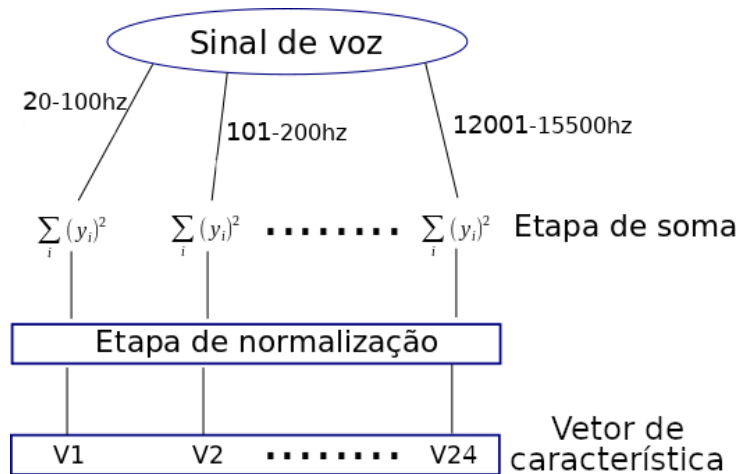 Sinal de voz
20-100hz
101-200hz
12001-15500hz
∑ᵢ (yᵢ)² ∑ᵢ (yᵢ)² ........ ∑ᵢ (yᵢ)² Etapa de soma
Etapa de normalização
V1 V2 ........ V24
Vetor de
característica